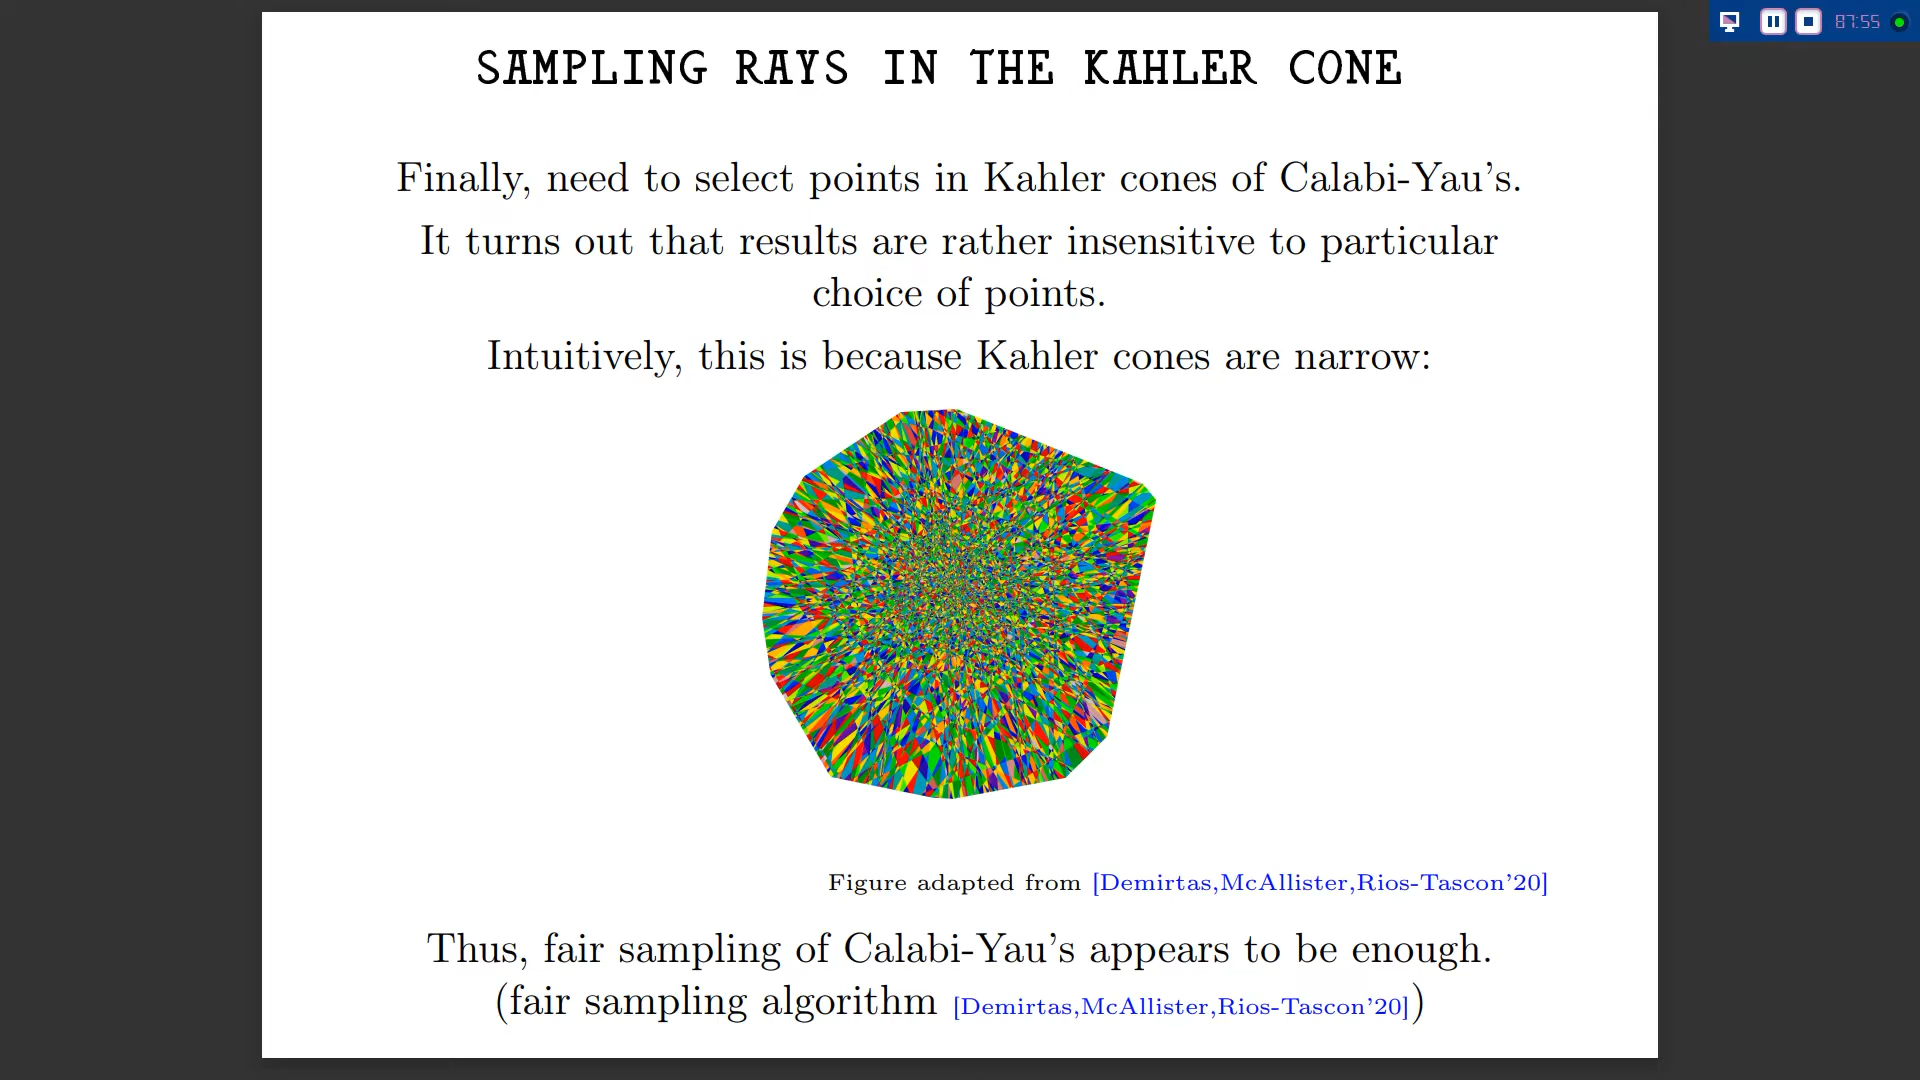 87:55
SAMPLING RAYS IN THE KAHLER CONE
Finally, need to select points in Kahler cones of Calabi-Yau's.
It turns out that results are rather insensitive to particular
choice of points.
Intuitively, this is because Kahler cones are narrow:
Figure adapted from [Demirtas,McAllister,Rios-Tascon'20]
Thus, fair sampling of Calabi-Yau's appears to be enough.
(fair sampling algorithm [Demirtas,McAllister,Rios-Tascon'20])